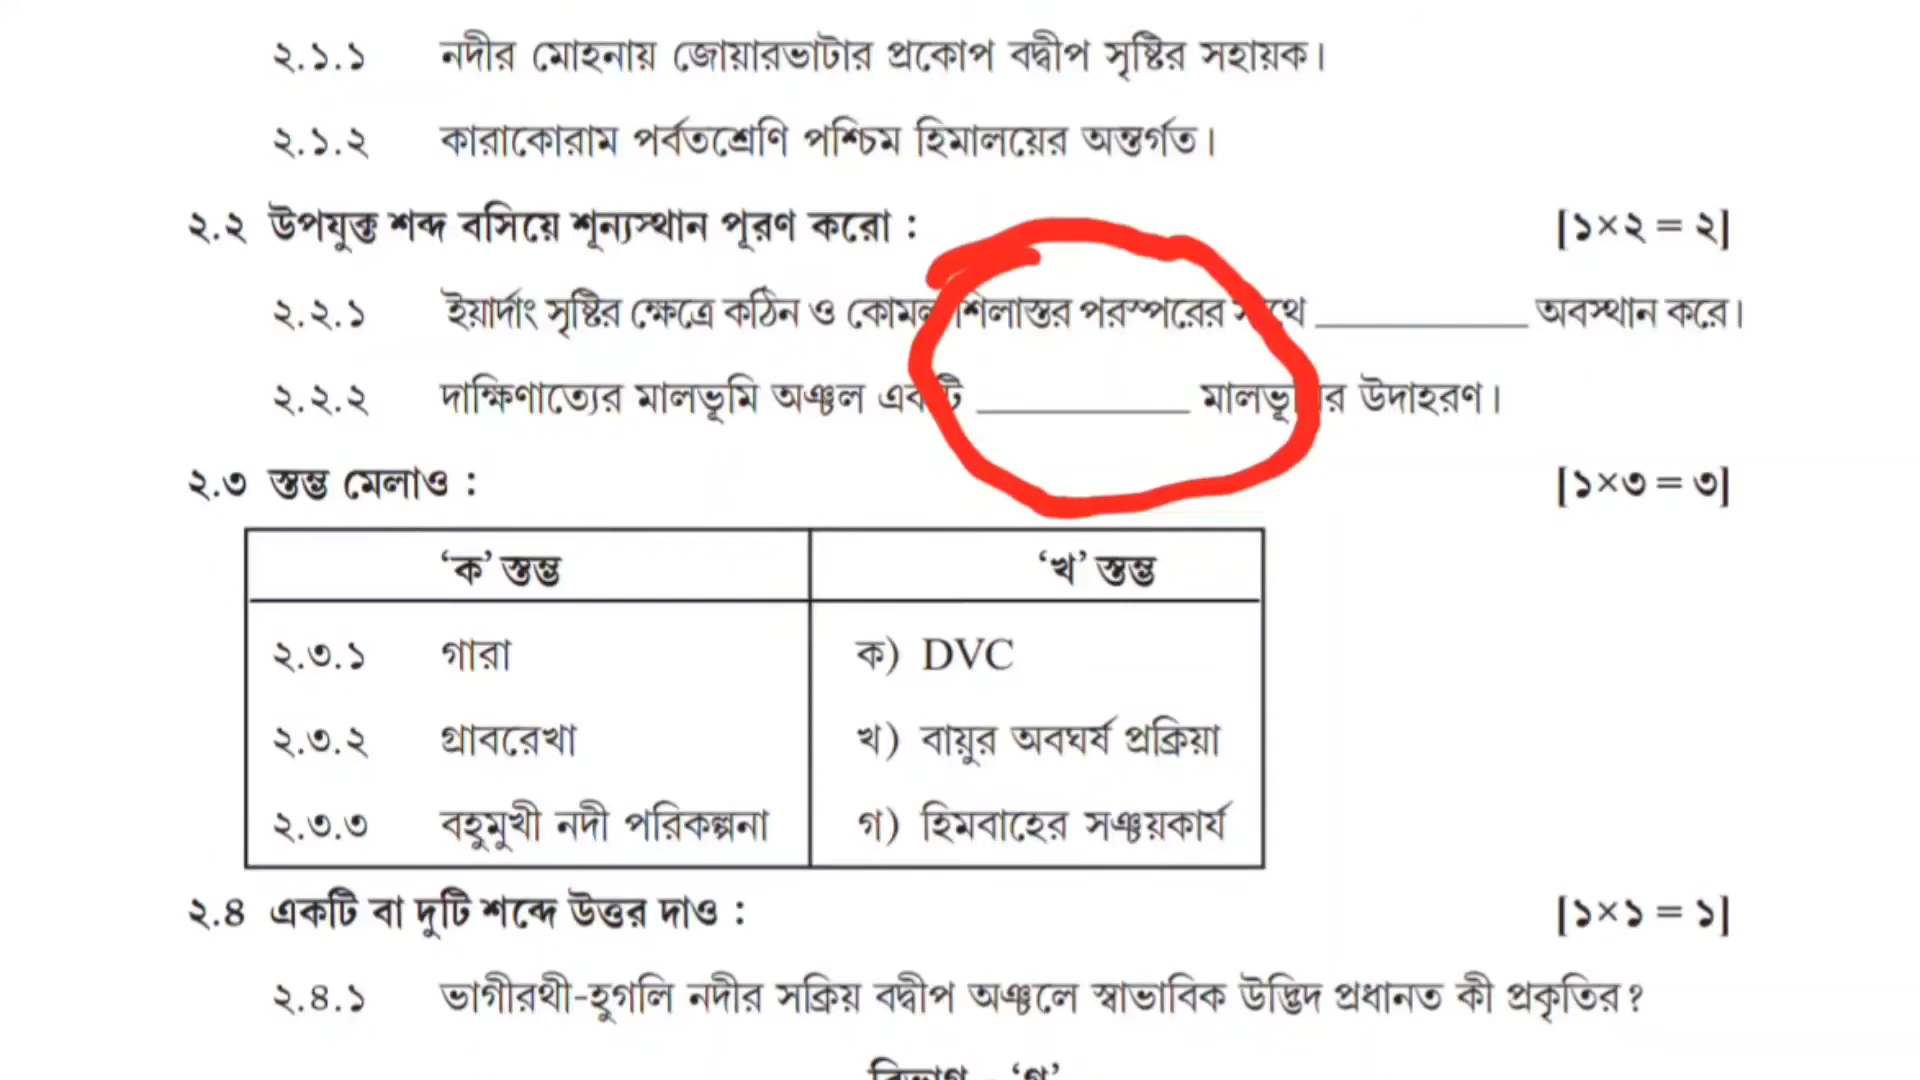 ২.১.১ নদীর মোহনায় জোয়ারভাটার প্রকোপ বদ্বীপ সৃষ্টির সহায়ক।
২.১.২ কারাকোরাম পর্বতশ্রেণি পশ্চিম হিমালয়ের অন্তর্গত।
২.২ উপযুক্ত শব্দ বসিয়ে শূন্যস্থান পূরণ করো : [১×২ = ২]
২.২.১ ইয়ার্দাং সৃষ্টির ক্ষেত্রে কঠিন ও কোমল শিলাস্তর পরস্পরের সাথে __________ অবস্থান করে।
২.২.২ দাক্ষিণাত্যের মালভূমি অঞ্চল একটি __________ মালভূমির উদাহরণ।
২.৩ স্তম্ভ মেলাও : [১×৩ = ৩]
‘ক’ স্তম্ভ ‘খ’ স্তম্ভ
২.৩.১ গারা ক) DVC
২.৩.২ গ্রাবরেখা খ) বায়ুর অবঘর্ষ প্রক্রিয়া
২.৩.৩ বহুমুখী নদী পরিকল্পনা গ) হিমবাহের সঞ্চয়কার্য
২.৪ একটি বা দুটি শব্দে উত্তর দাও : [১×১ = ১]
২.৪.১ ভাগীরথী-হুগলি নদীর সক্রিয় বদ্বীপ অঞ্চলে স্বাভাবিক উদ্ভিদ প্রধানত কী প্রকৃতির?
বিভাগ - ‘গ’